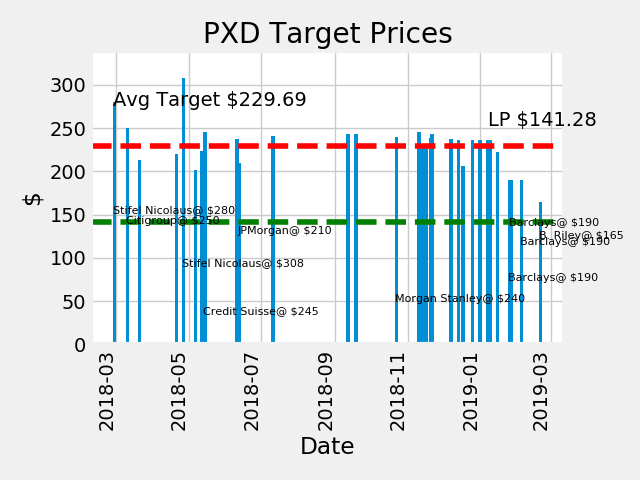 PXD Target Prices
300
250
200
150
100
50
0
$
Avg Target $229.69
LP $141.28
Stifel Nicolaus@ $280
Citigroup@ $250
JPMorgan@ $210
Barclays@ $190
B. Riley@ $165
Barclays@ $190
Stifel Nicolaus@ $308
Barclays@ $190
Morgan Stanley@ $240
Credit Suisse@ $245
2018-03
2018-05
2018-07
2018-09
2018-11
2019-01
2019-03
Date